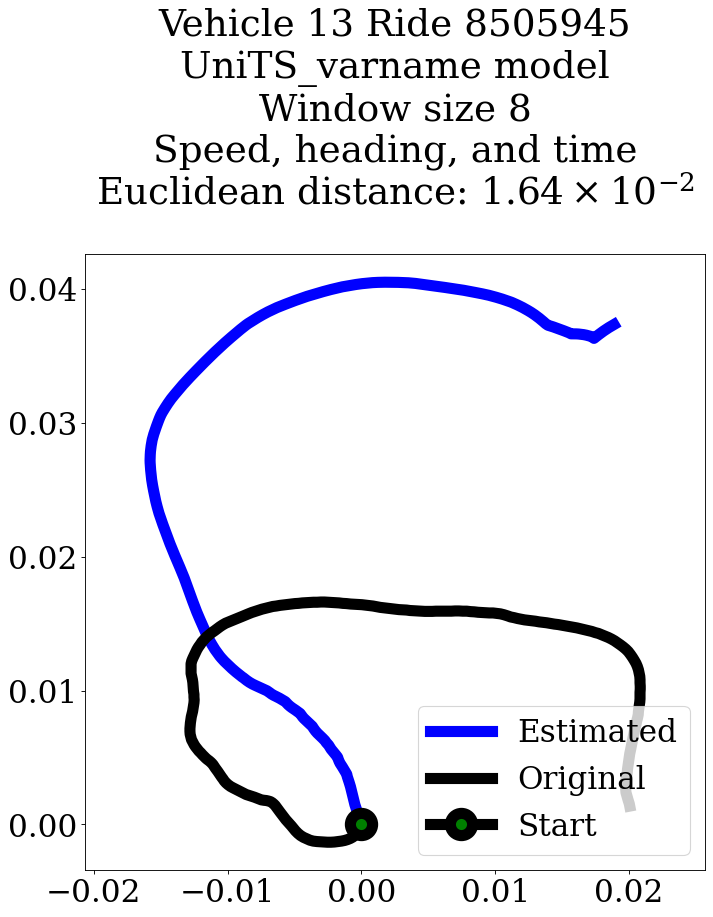 Vehicle 13 Ride 8505945
UniTS_varname model
Window size 8
Speed, heading, and time
Euclidean distance: 1.64 × 10⁻²
0.04
0.03
0.02
0.01
0.00
−0.02 −0.01 0.00 0.01 0.02
Estimated
Original
Start